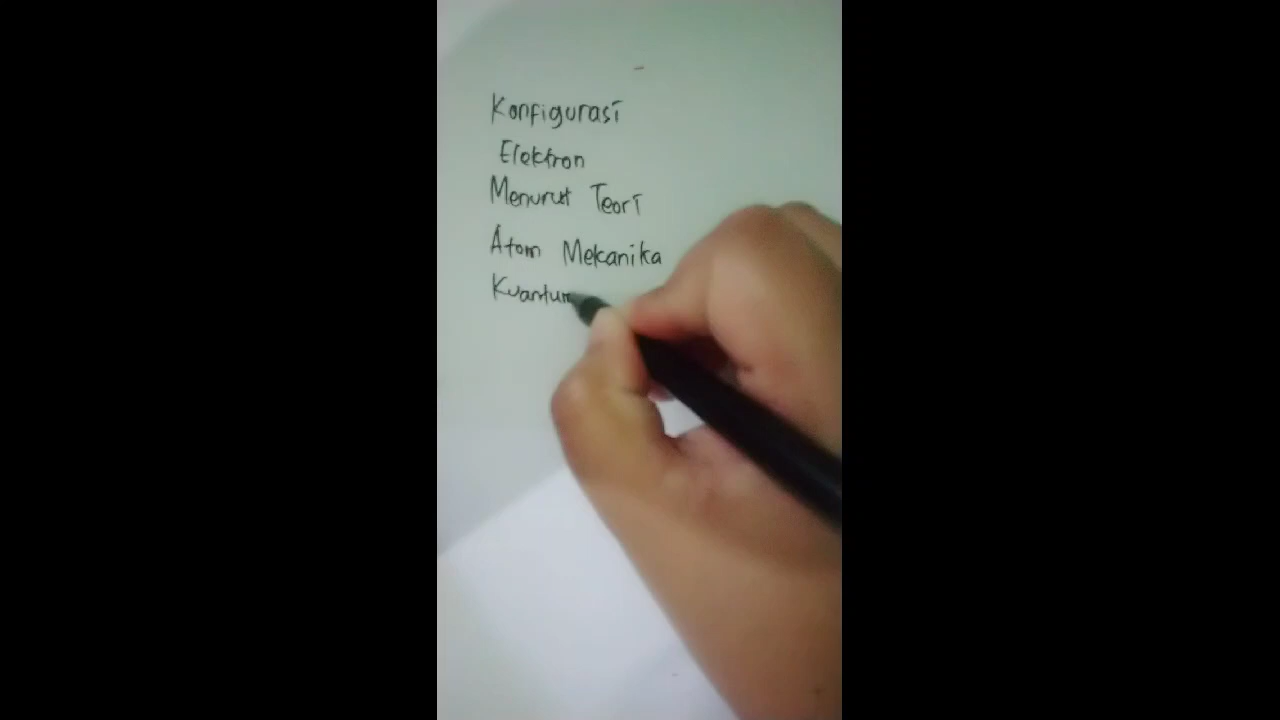 Konfigurasi
Elektron
Menurut Teori
Atom Mekanika
Kuantum